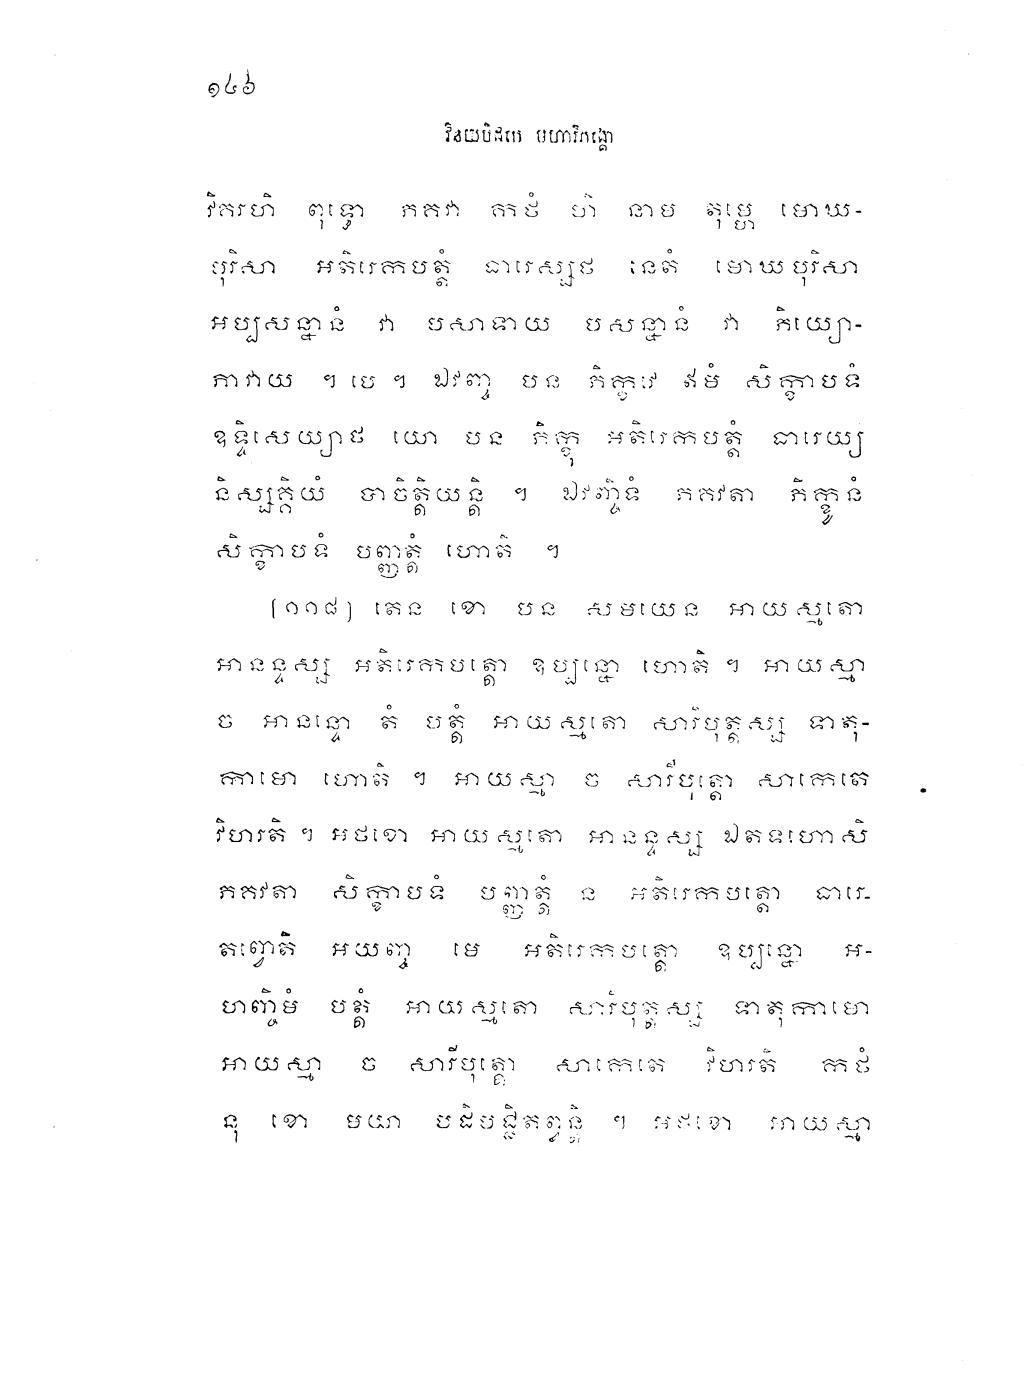 ១៤៦
វិនយបិដកេ មហាវិភង្គោ
វិគរហិ ពុទ្ធោ ភគវា កថំ ហិ នាម តុម្ហេ មោឃ-
បុរិសា អតិរេកបត្តំ ធារេស្សថ នេតំ មោឃបុរិសា
អប្បសន្នានំ វា បសាទាយ បសន្នានំ វា ភិយ្យោ-
ភាវាយ ។ បេ ។ ឯវញ្ច បន ភិក្ខវេ ឥមំ សិក្ខាបទំ
ឧទ្ទិសេយ្យាថ យោ បន ភិក្ខុ អតិរេកបត្តំ ធារេយ្យ
និស្សគ្គិយំ បាចិត្តិយន្តិ ។ ឯវញ្ចិទំ ភគវតា ភិក្ខូនំ
សិក្ខាបទំ បញ្ញត្តំ ហោតិ ។
[១១៨] តេន ខោ បន សមយេន អាយស្មតោ
អានន្ទស្ស អតិរេកបត្តោ ឧប្បន្នោ ហោតិ ។ អាយស្មា
ច អានន្ទោ តំ បត្តំ អាយស្មតោ សារីបុត្តស្ស ទាតុ-
កាមោ ហោតិ ។ អាយស្មា ច សារីបុត្តោ សាកេតេ
វិហរតិ ។ អថខោ អាយស្មតោ អានន្ទស្ស ឯតទហោសិ
ភគវតា សិក្ខាបទំ បញ្ញត្តំ ន អតិរេកបត្តោ ធារេ-
តព្វោតិ អយញ្ច មេ អតិរេកបត្តោ ឧប្បន្នោ អ-
ហញ្ចិមំ បត្តំ អាយស្មតោ សារីបុត្តស្ស ទាតុកាមោ
អាយស្មា ច សារីបុត្តោ សាកេតេ វិហរតិ កថំ
នុ ខោ មយា បដិបជ្ជិតព្វន្តិ ។ អថខោ អាយស្មា